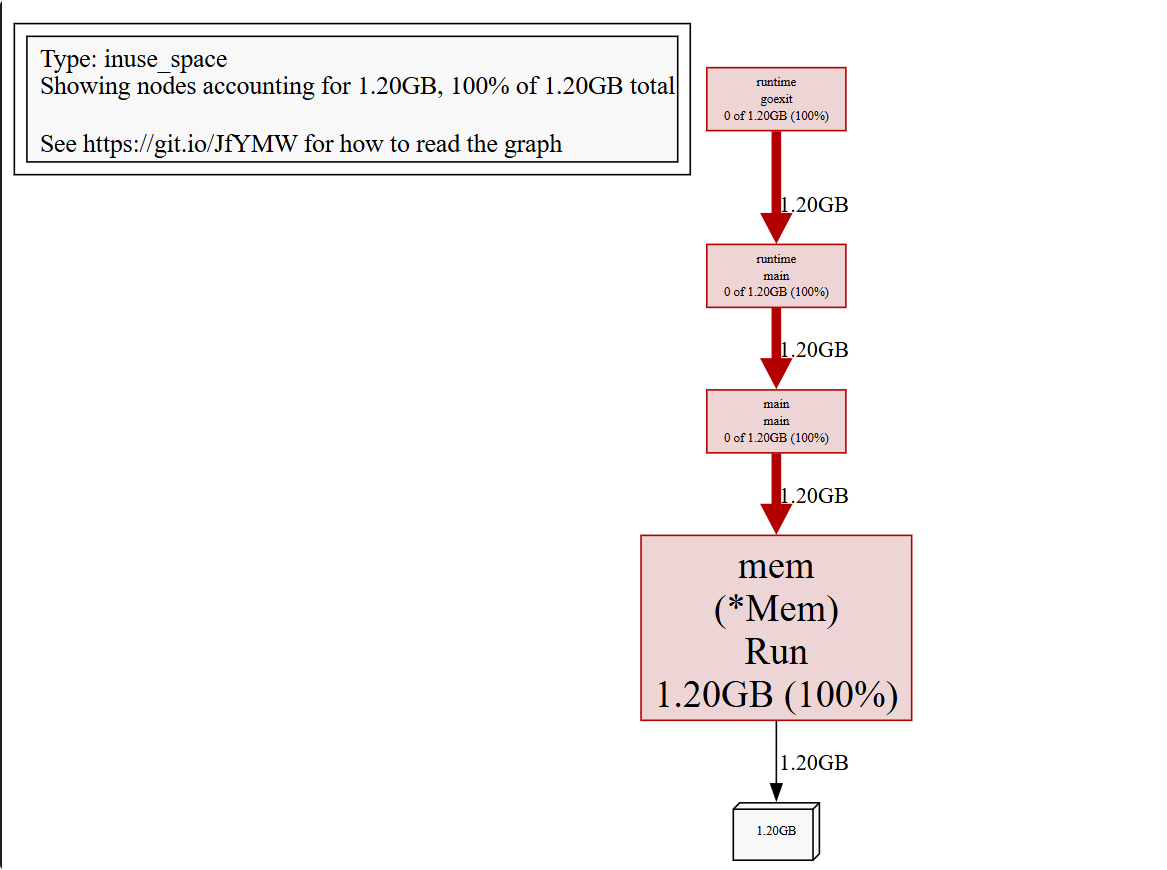 Type: inuse_space
Showing nodes accounting for 1.20GB, 100% of 1.20GB total
See https://git.io/JfYMW for how to read the graph
runtime
goexit
0 of 1.20GB (100%)
1.20GB
runtime
main
0 of 1.20GB (100%)
1.20GB
main
main
0 of 1.20GB (100%)
1.20GB
mem
(*Mem)
Run
1.20GB (100%)
1.20GB
1.20GB